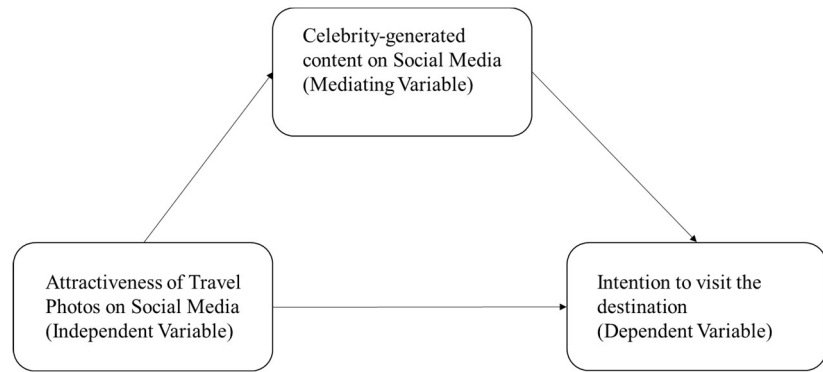 Celebrity-generated
content on Social Media
(Mediating Variable)
Attractiveness of Travel
Photos on Social Media
(Independent Variable)
Intention to visit the
destination
(Dependent Variable)